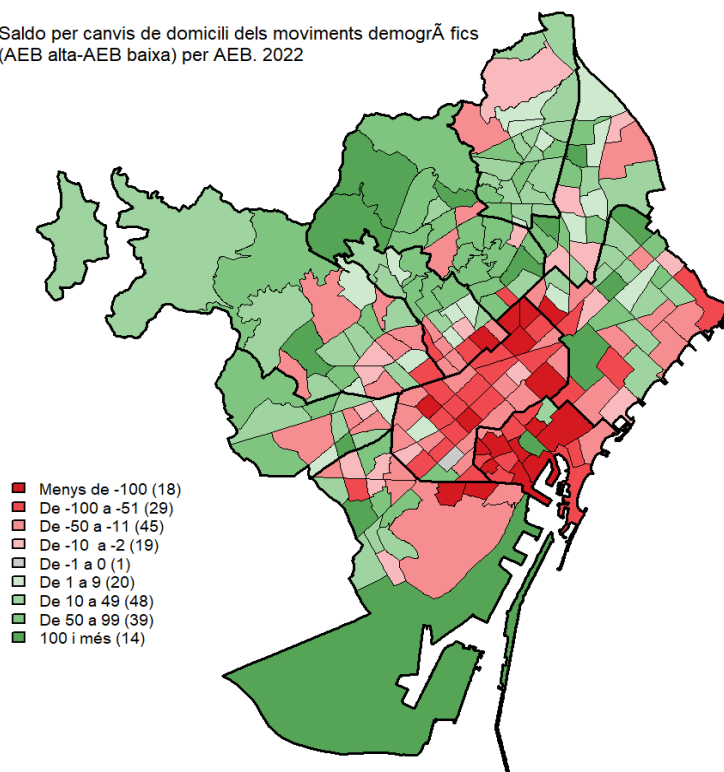 Saldo per canvis de domicili dels moviments demogrÃ fics
(AEB alta-AEB baixa) per AEB. 2022
Menys de -100 (18)
De -100 a -51 (29)
De -50 a -11 (45)
De -10 a -2 (19)
De -1 a 0 (1)
De 1 a 9 (20)
De 10 a 49 (48)
De 50 a 99 (39)
100 i més (14)